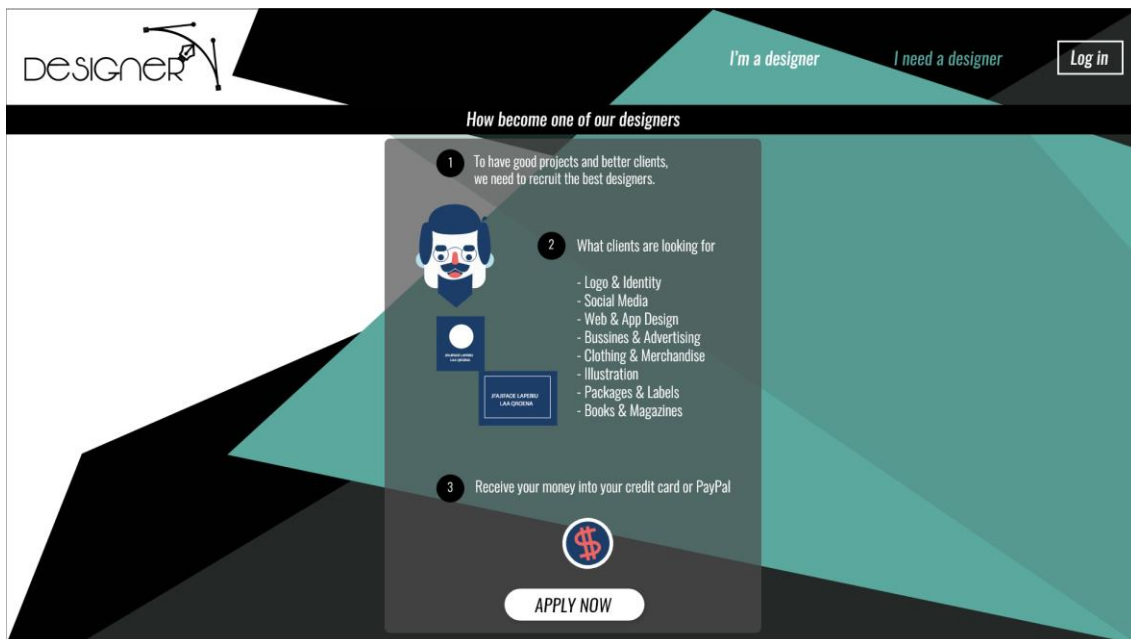 DESIGNER
I'm a designer
I need a designer
Log in
How become one of our designers
1
To have good projects and better clients,
we need to recruit the best designers.
2
What clients are looking for
- Logo & Identity
- Social Media
- Web & App Design
- Bussines & Advertising
- Clothing & Merchandise
- Illustration
- Packages & Labels
- Books & Magazines
LAA QROENA
3
Receive your money into your credit card or PayPal
$
APPLY NOW